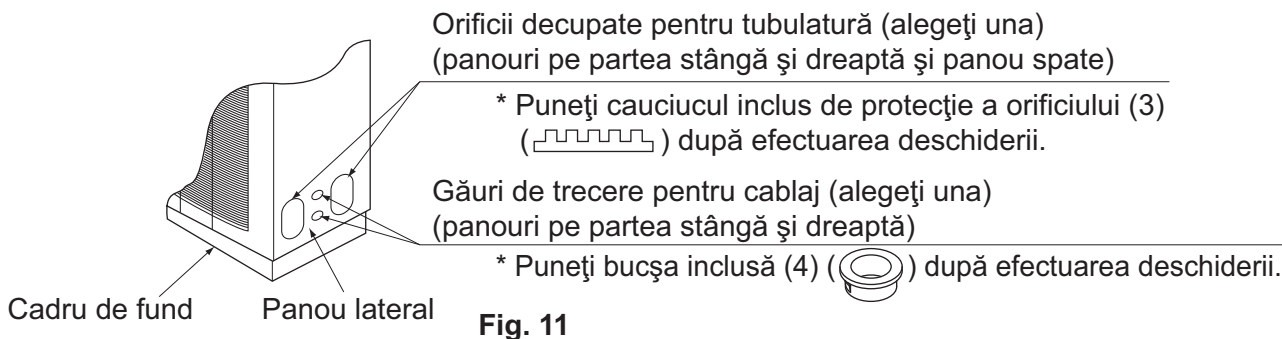 Orificii decupate pentru tubulatură (alegeţi una)
(panouri pe partea stângă şi dreaptă şi panou spate)
* Puneţi cauciucul inclus de protecţie a orificiului (3)
( ) după efectuarea deschiderii.
Găuri de trecere pentru cablaj (alegeţi una)
(panouri pe partea stângă şi dreaptă)
* Puneţi bucşa inclusă (4) ( ) după efectuarea deschiderii.
Cadru de fund
Panou lateral
Fig. 11